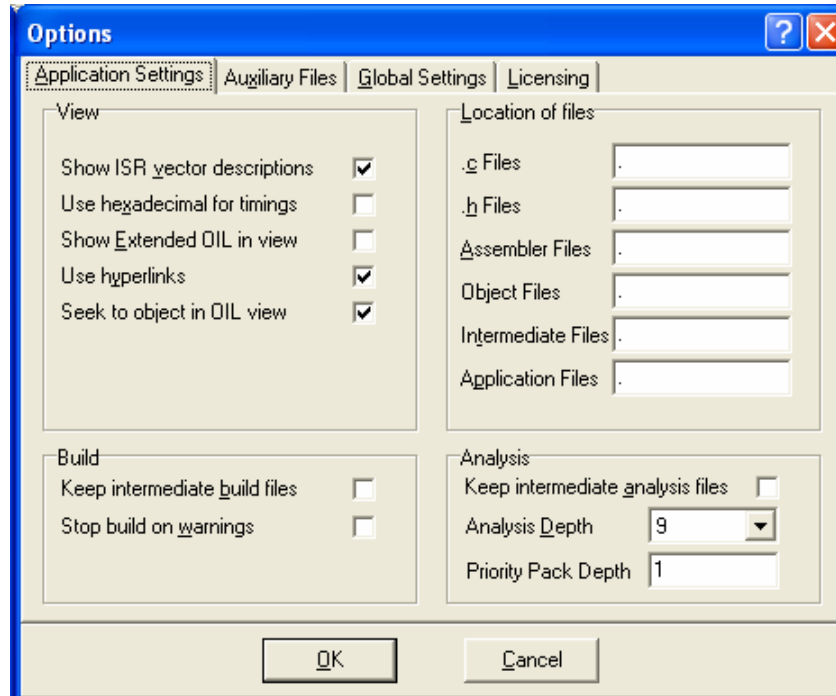 Options
Application Settings
Auxiliary Files
Global Settings
Licensing
View
Show ISR vector descriptions
Use hexadecimal for timings
Show Extended OIL in view
Use hyperlinks
Seek to object in OIL view
Location of files
.c Files .
.h Files .
Assembler Files .
Object Files .
Intermediate Files .
Application Files .
Build
Keep intermediate build files
Stop build on warnings
Analysis
Keep intermediate analysis files
Analysis Depth 9
Priority Pack Depth 1
OK
Cancel